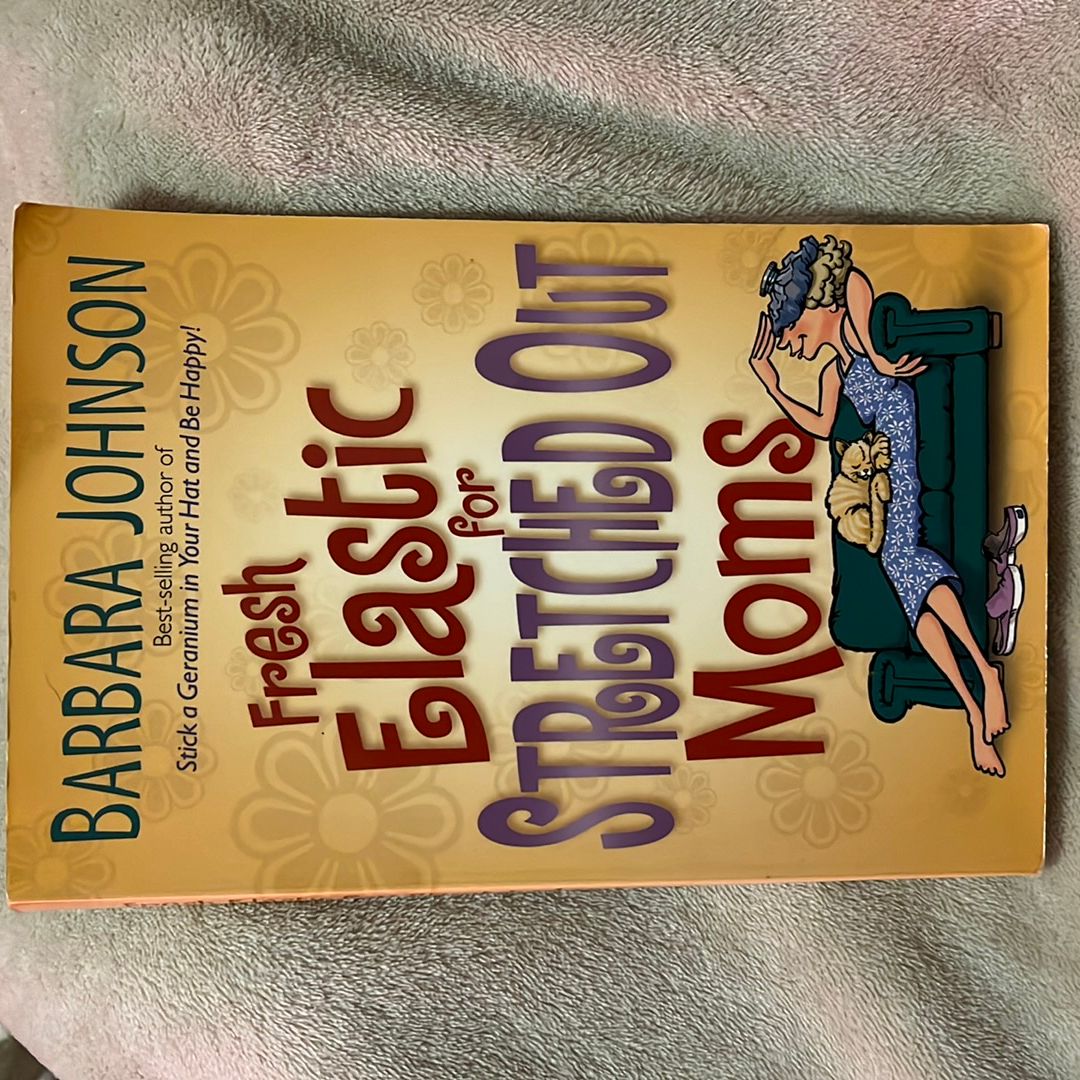 BARBARA JOHNSON
Best-selling author of
Stick a Geranium in Your Hat and Be Happy!
Fresh
Elastic
for
STRETCHED OUT
Moms